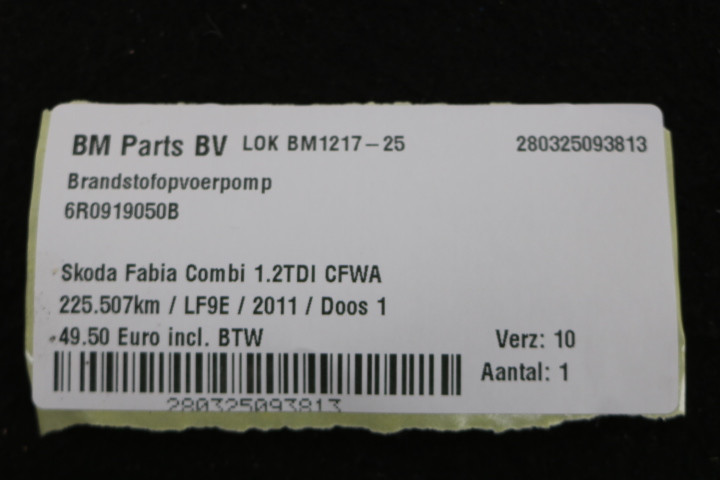 BM Parts BV LOK BM1217-25 280325093813
Brandstofopvoerpomp
6R0919050B
Skoda Fabia Combi 1.2TDI CFWA
225.507km / LF9E / 2011 / Doos 1
49.50 Euro incl. BTW Verz: 10
Aantal: 1
280325093813